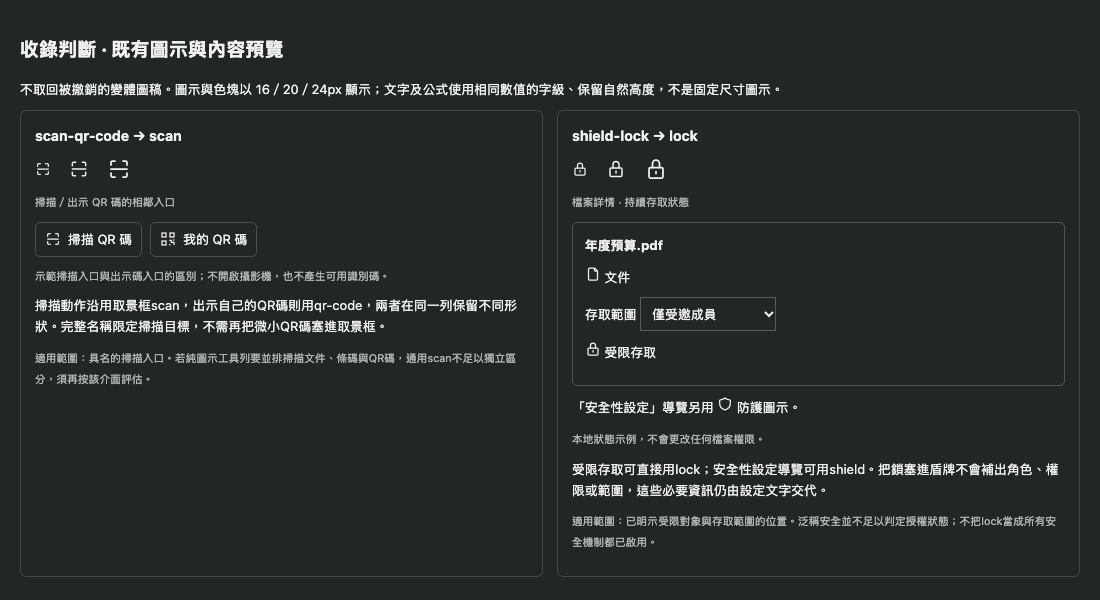 收錄判斷 · 既有圖示與內容預覽
不取回被撤銷的變體圖稿。圖示與色塊以 16 / 20 / 24px 顯示；文字及公式使用相同數值的字級、保留自然高度，不是固定尺寸圖示。
scan-qr-code → scan
掃描 / 出示 QR 碼的相鄰入口
掃描 QR 碼
我的 QR 碼
示範掃描入口與出示碼入口的區別；不開啟攝影機，也不產生可用識別碼。
掃描動作沿用取景框scan，出示自己的QR碼則用qr-code，兩者在同一列保留不同形
狀。完整名稱限定掃描目標，不需再把微小QR碼塞進取景框。
適用範圍：具名的掃描入口。若純圖示工具列要並排掃描文件、條碼與QR碼，通用scan不足以獨立區
分，須再按該介面評估。
shield-lock → lock
檔案詳情 · 持續存取狀態
年度預算.pdf
文件
存取範圍 僅受邀成員
受限存取
「安全性設定」導覽另用 防護圖示。
本地狀態示例，不會更改任何檔案權限。
受限存取可直接用lock；安全性設定導覽可用shield。把鎖塞進盾牌不會補出角色、權
限或範圍，這些必要資訊仍由設定文字交代。
適用範圍：已明示受限對象與存取範圍的位置。泛稱安全並不足以判定授權狀態；不把lock當成所有安
全機制都已啟用。